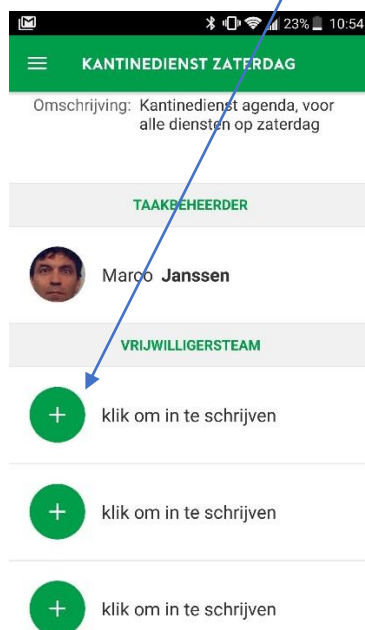 23% 10:54
KANTINEDIENST ZATERDAG
Omschrijving: Kantinedienst agenda, voor
alle diensten op zaterdag
TAAKBEHEERDER
Marco Janssen
VRIJWILLIGERSTEAM
klik om in te schrijven
klik om in te schrijven
klik om in te schrijven